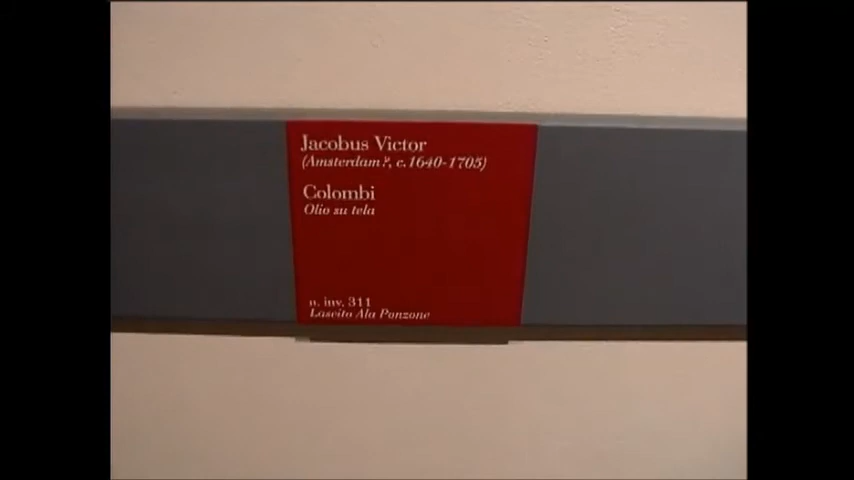 Jacobus Victor
(Amsterdam?, c.1640-1705)
Colombi
Olio su tela
n. inv. 311
Lascito Ala Ponzone